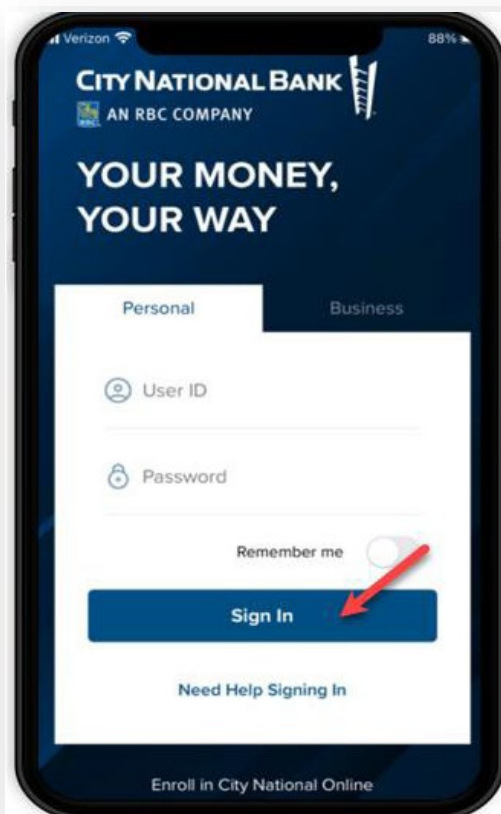 Verizon
88%
CITY NATIONAL BANK
RBC
AN RBC COMPANY
YOUR MONEY,
YOUR WAY
Personal
Business
User ID
Password
Remember me
Sign In
Need Help Signing In
Enroll in City National Online